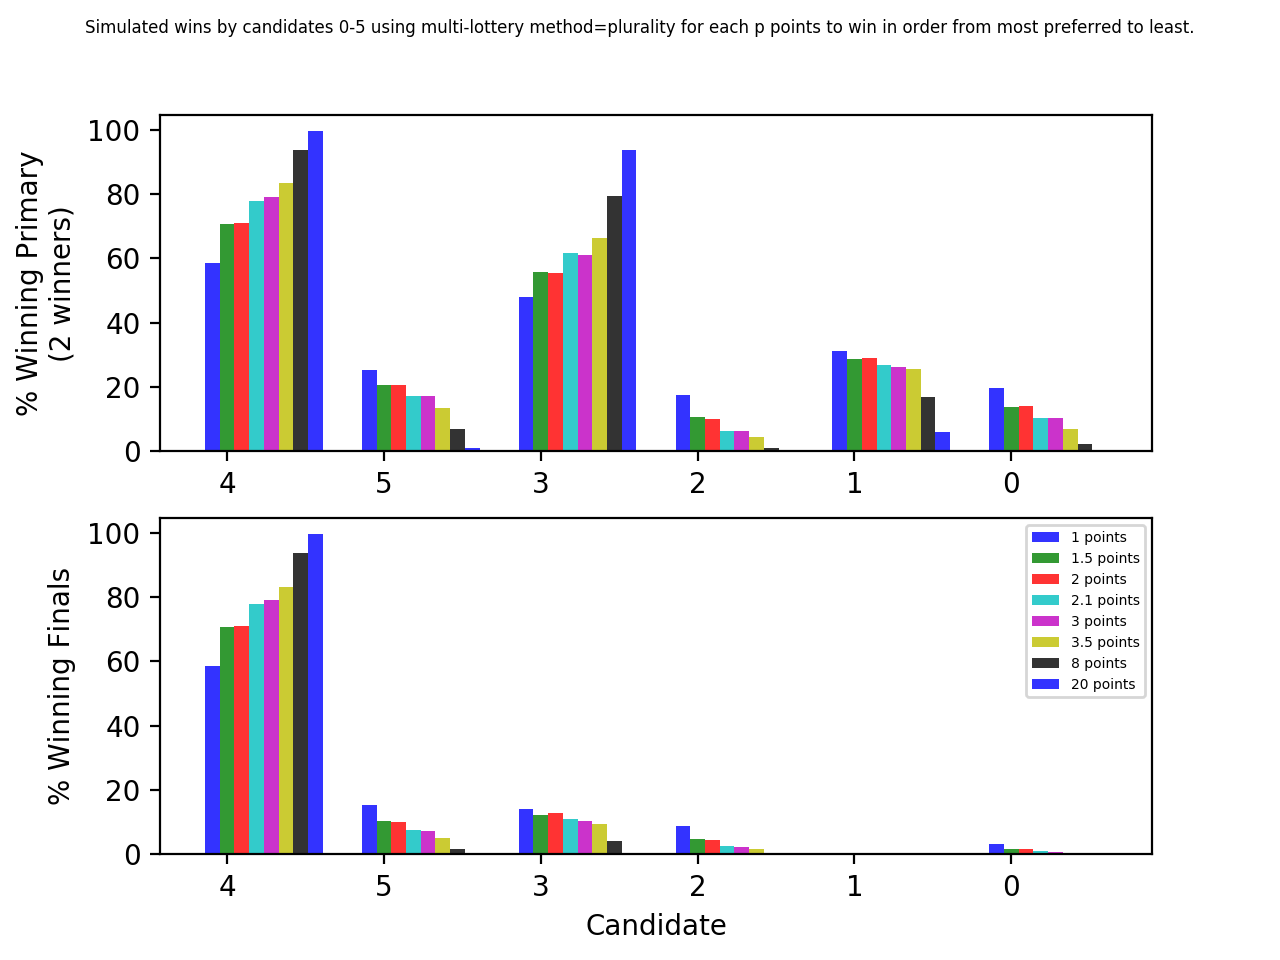 Simulated wins by candidates 0-5 using multi-lottery method=plurality for each p points to win in order from most preferred to least.
% Winning Primary
(2 winners)
100
80
60
40
20
0
4 5 3 2 1 0
% Winning Finals
100
80
60
40
20
0
1 points
1.5 points
2 points
2.1 points
3 points
3.5 points
8 points
20 points
4 5 3 2 1 0
Candidate